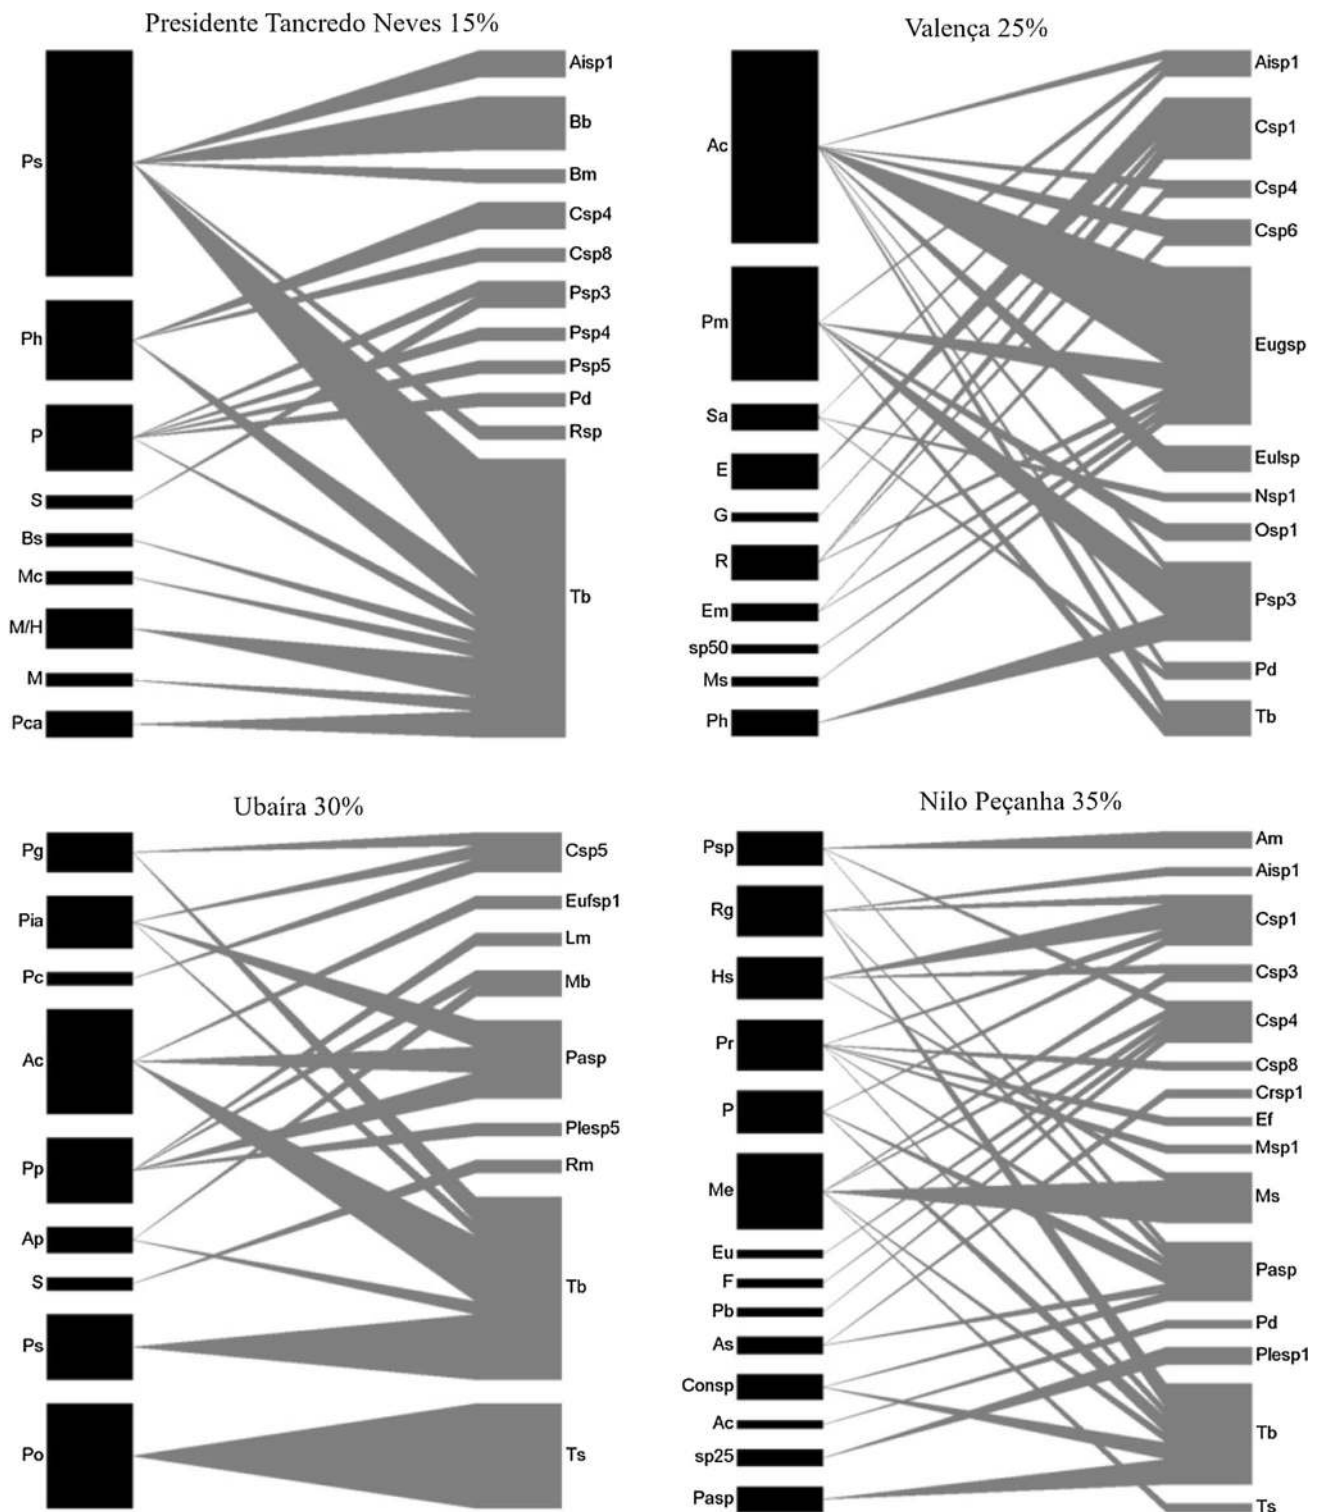 Presidente Tancredo Neves 15%
Ps
Ph
P
S
Bs
Mc
M/H
M
Pca
Aisp1
Bb
Bm
Csp4
Csp8
Psp3
Psp4
Psp5
Pd
Rsp
Tb
Valença 25%
Ac
Pm
Sa
E
G
R
Em
sp50
Ms
Ph
Aisp1
Csp1
Csp4
Csp6
Eugsp
Eulsp
Nsp1
Osp1
Psp3
Pd
Tb
Ubaíra 30%
Pg
Pia
Pc
Ac
Pp
Ap
S
Ps
Po
Csp5
Eufsp1
Lm
Mb
Pasp
Plesp5
Rm
Tb
Ts
Nilo Peçanha 35%
Psp
Rg
Hs
Pr
P
Me
Eu
F
Pb
As
Consp
Ac
sp25
Pasp
Am
Aisp1
Csp1
Csp3
Csp4
Csp8
Crsp1
Ef
Msp1
Ms
Pasp
Pd
Plesp1
Tb
Ts